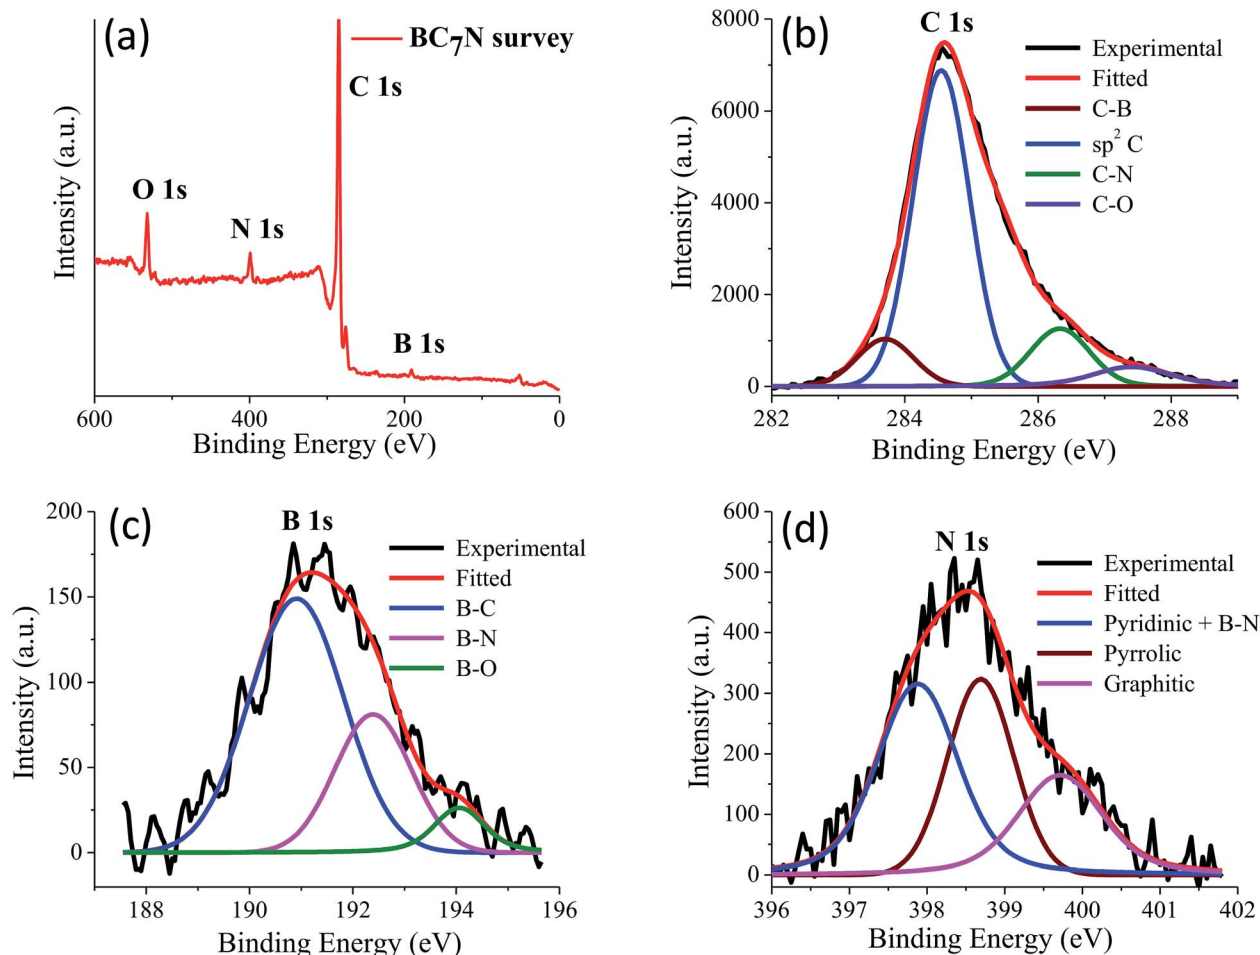 (a)
BC7N survey
C 1s
O 1s
N 1s
B 1s
Intensity (a.u.)
600
400
200
0
Binding Energy (eV)
(b)
C 1s
Experimental
Fitted
C-B
sp² C
C-N
C-O
Intensity (a.u.)
8000
6000
4000
2000
0
282
284
286
288
Binding Energy (eV)
(c)
B 1s
Experimental
Fitted
B-C
B-N
B-O
Intensity (a.u.)
200
150
100
50
0
188
190
192
194
196
Binding Energy (eV)
(d)
N 1s
Experimental
Fitted
Pyridinic + B-N
Pyrrolic
Graphitic
Intensity (a.u.)
600
500
400
300
200
100
0
396
397
398
399
400
401
402
Binding Energy (eV)